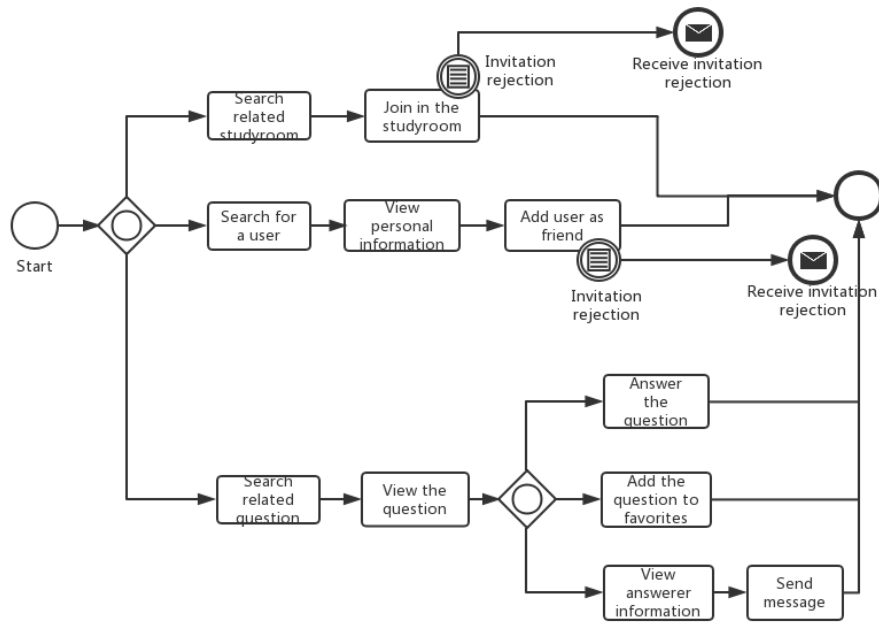 Invitation
rejection
Receive invitation
rejection
Search
related
studyroom
Join in the
studyroom
Start
Search for
a user
View
personal
information
Add user as
friend
Invitation
rejection
Receive invitation
rejection
Answer
the
question
Search
related
question
View the
question
Add the
question to
favorites
View
answerer
information
Send
message